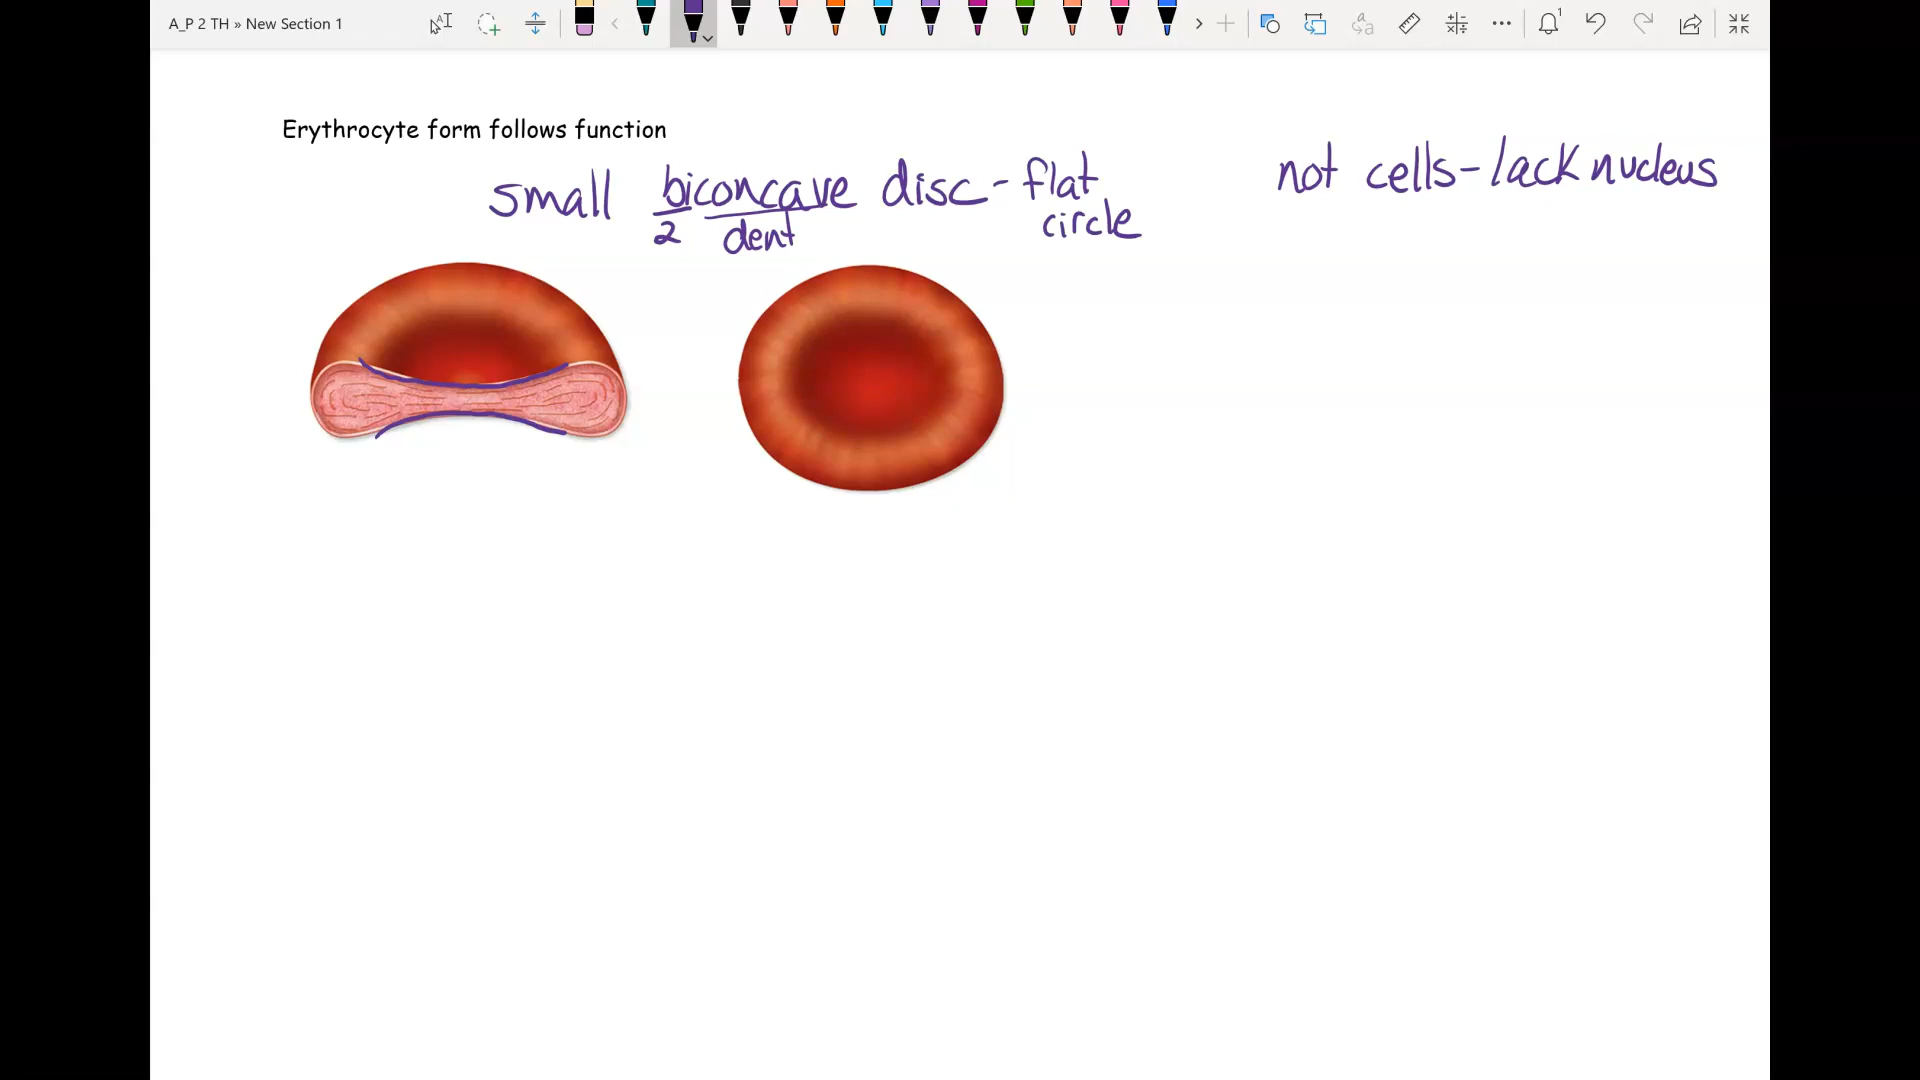 A_P 2 TH » New Section 1
1
Erythrocyte form follows function
small biconcave disc - flat circle
2 dent
not cells - lack nucleus